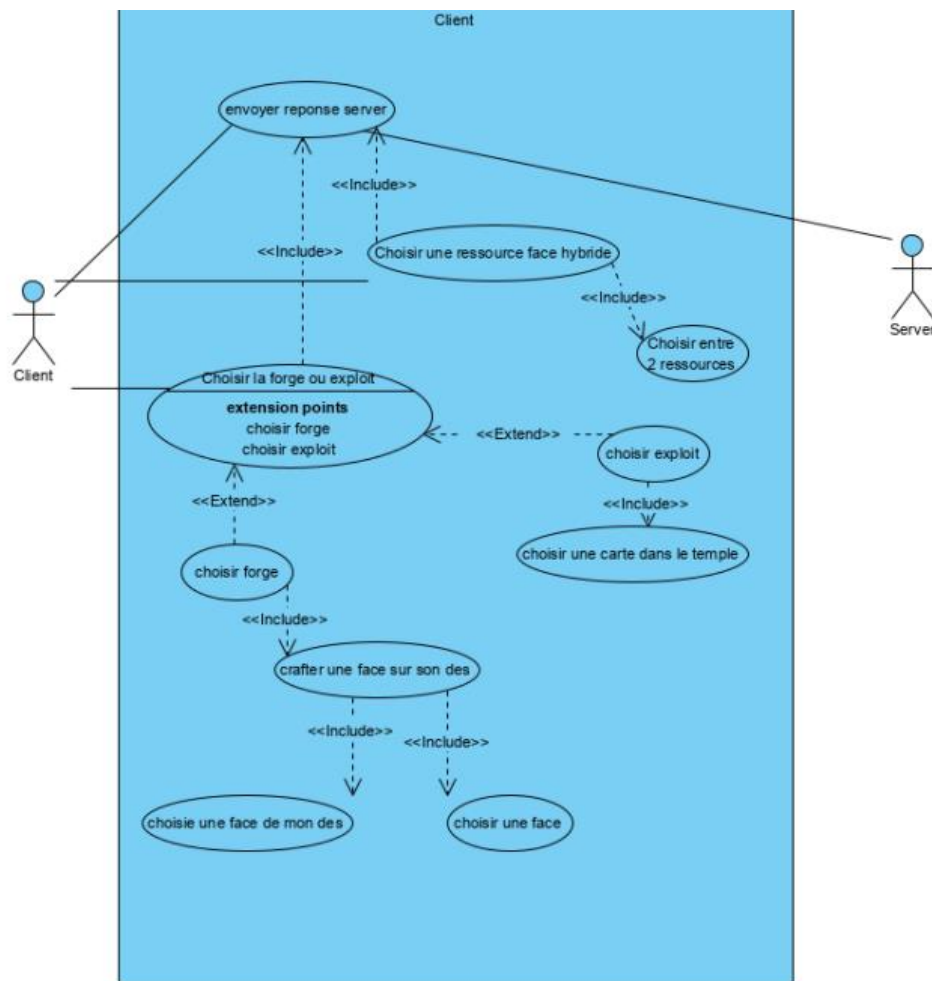 Client
envoyer reponse server
<<Include>>
Choisir une ressource face hybride
<<Include>>
<<Include>>
Choisir entre
2 ressources
Client
Server
Choisir la forge ou exploit
extension points
choisir forge
choisir exploit
<<Extend>>
choisir exploit
<<Extend>>
<<Include>>
choisir une carte dans le temple
choisir forge
<<Include>>
crafter une face sur son des
<<Include>>
<<Include>>
choisie une face de mon des
choisir une face